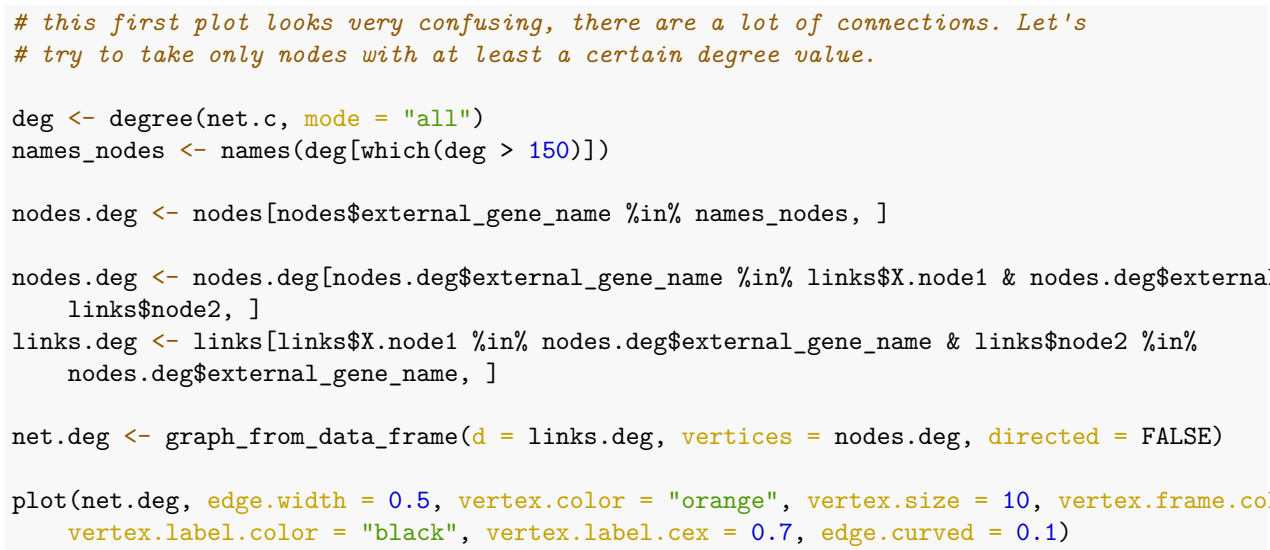 # this first plot looks very confusing, there are a lot of connections. Let's
# try to take only nodes with at least a certain degree value.
deg <- degree(net.c, mode = "all")
names_nodes <- names(deg[which(deg > 150)])
nodes.deg <- nodes[nodes$external_gene_name %in% names_nodes, ]
nodes.deg <- nodes.deg[nodes.deg$external_gene_name %in% links$X.node1 & nodes.deg$external
links$node2, ]
links.deg <- links[links$X.node1 %in% nodes.deg$external_gene_name & links$node2 %in%
nodes.deg$external_gene_name, ]
net.deg <- graph_from_data_frame(d = links.deg, vertices = nodes.deg, directed = FALSE)
plot(net.deg, edge.width = 0.5, vertex.color = "orange", vertex.size = 10, vertex.frame.col
vertex.label.color = "black", vertex.label.cex = 0.7, edge.curved = 0.1)